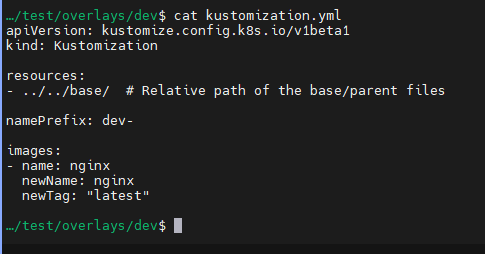 …/test/overlays/dev$ cat kustomization.yml
apiVersion: kustomize.config.k8s.io/v1beta1
kind: Kustomization

resources:
- ../../base/  # Relative path of the base/parent files

namePrefix: dev-

images:
- name: nginx
  newName: nginx
  newTag: "latest"

…/test/overlays/dev$